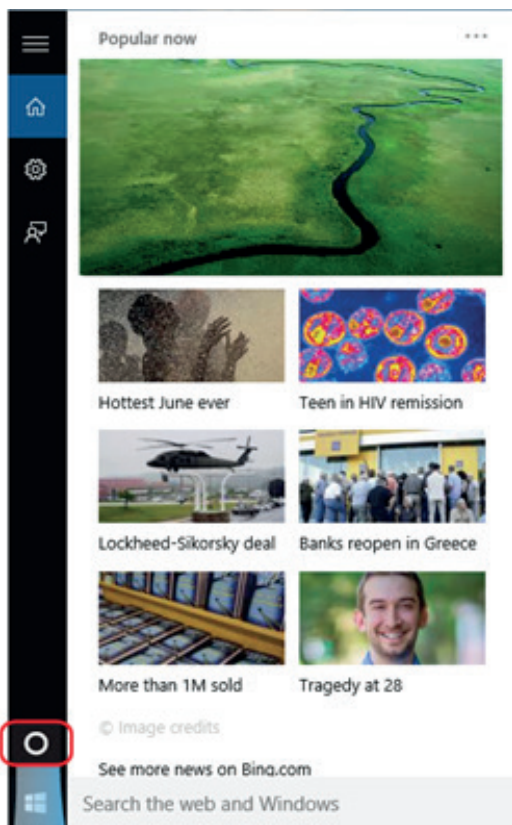 Popular now
Hottest June ever
Teen in HIV remission
Lockheed-Sikorsky deal
Banks reopen in Greece
More than 1M sold
Tragedy at 28
© Image credits
See more news on Bing.com
Search the web and Windows